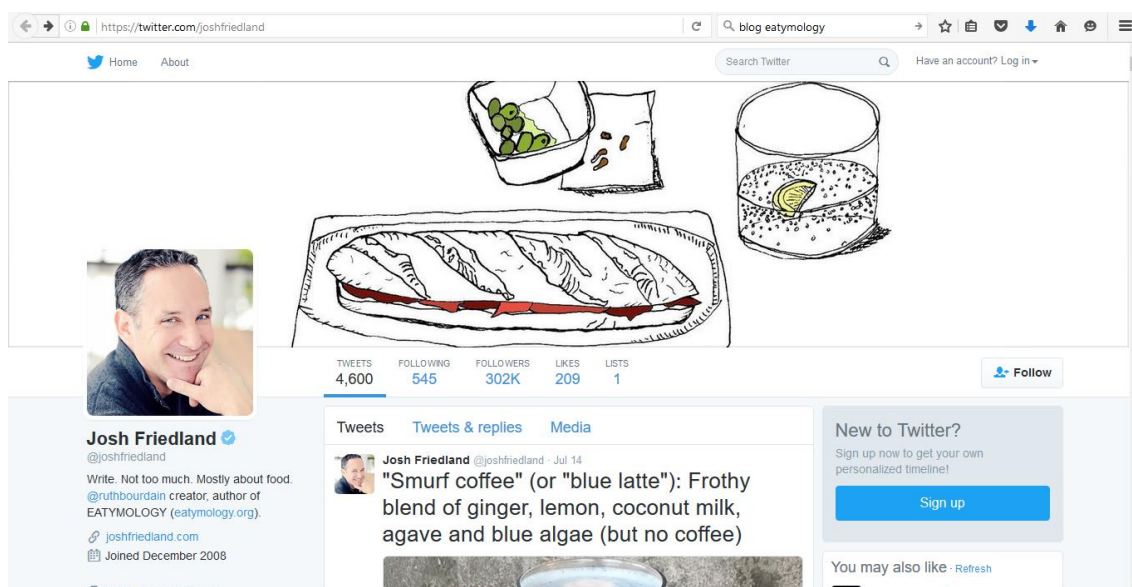 https://twitter.com/joshfriedland
blog eatymology
Home About
Search Twitter
Have an account? Log in
TWEETS FOLLOWING FOLLOWERS LIKES LISTS
4,600 545 302K 209 1
Follow
Josh Friedland
@joshfriedland
Write. Not too much. Mostly about food.
@ruthbourdain creator, author of
EATYMOLOGY (eatymology.org).
joshfriedland.com
Joined December 2008
Tweets Tweets & replies Media
Josh Friedland @joshfriedland · Jul 14
"Smurf coffee" (or "blue latte"): Frothy
blend of ginger, lemon, coconut milk,
agave and blue algae (but no coffee)
New to Twitter?
Sign up now to get your own
personalized timeline!
Sign up
You may also like · Refresh